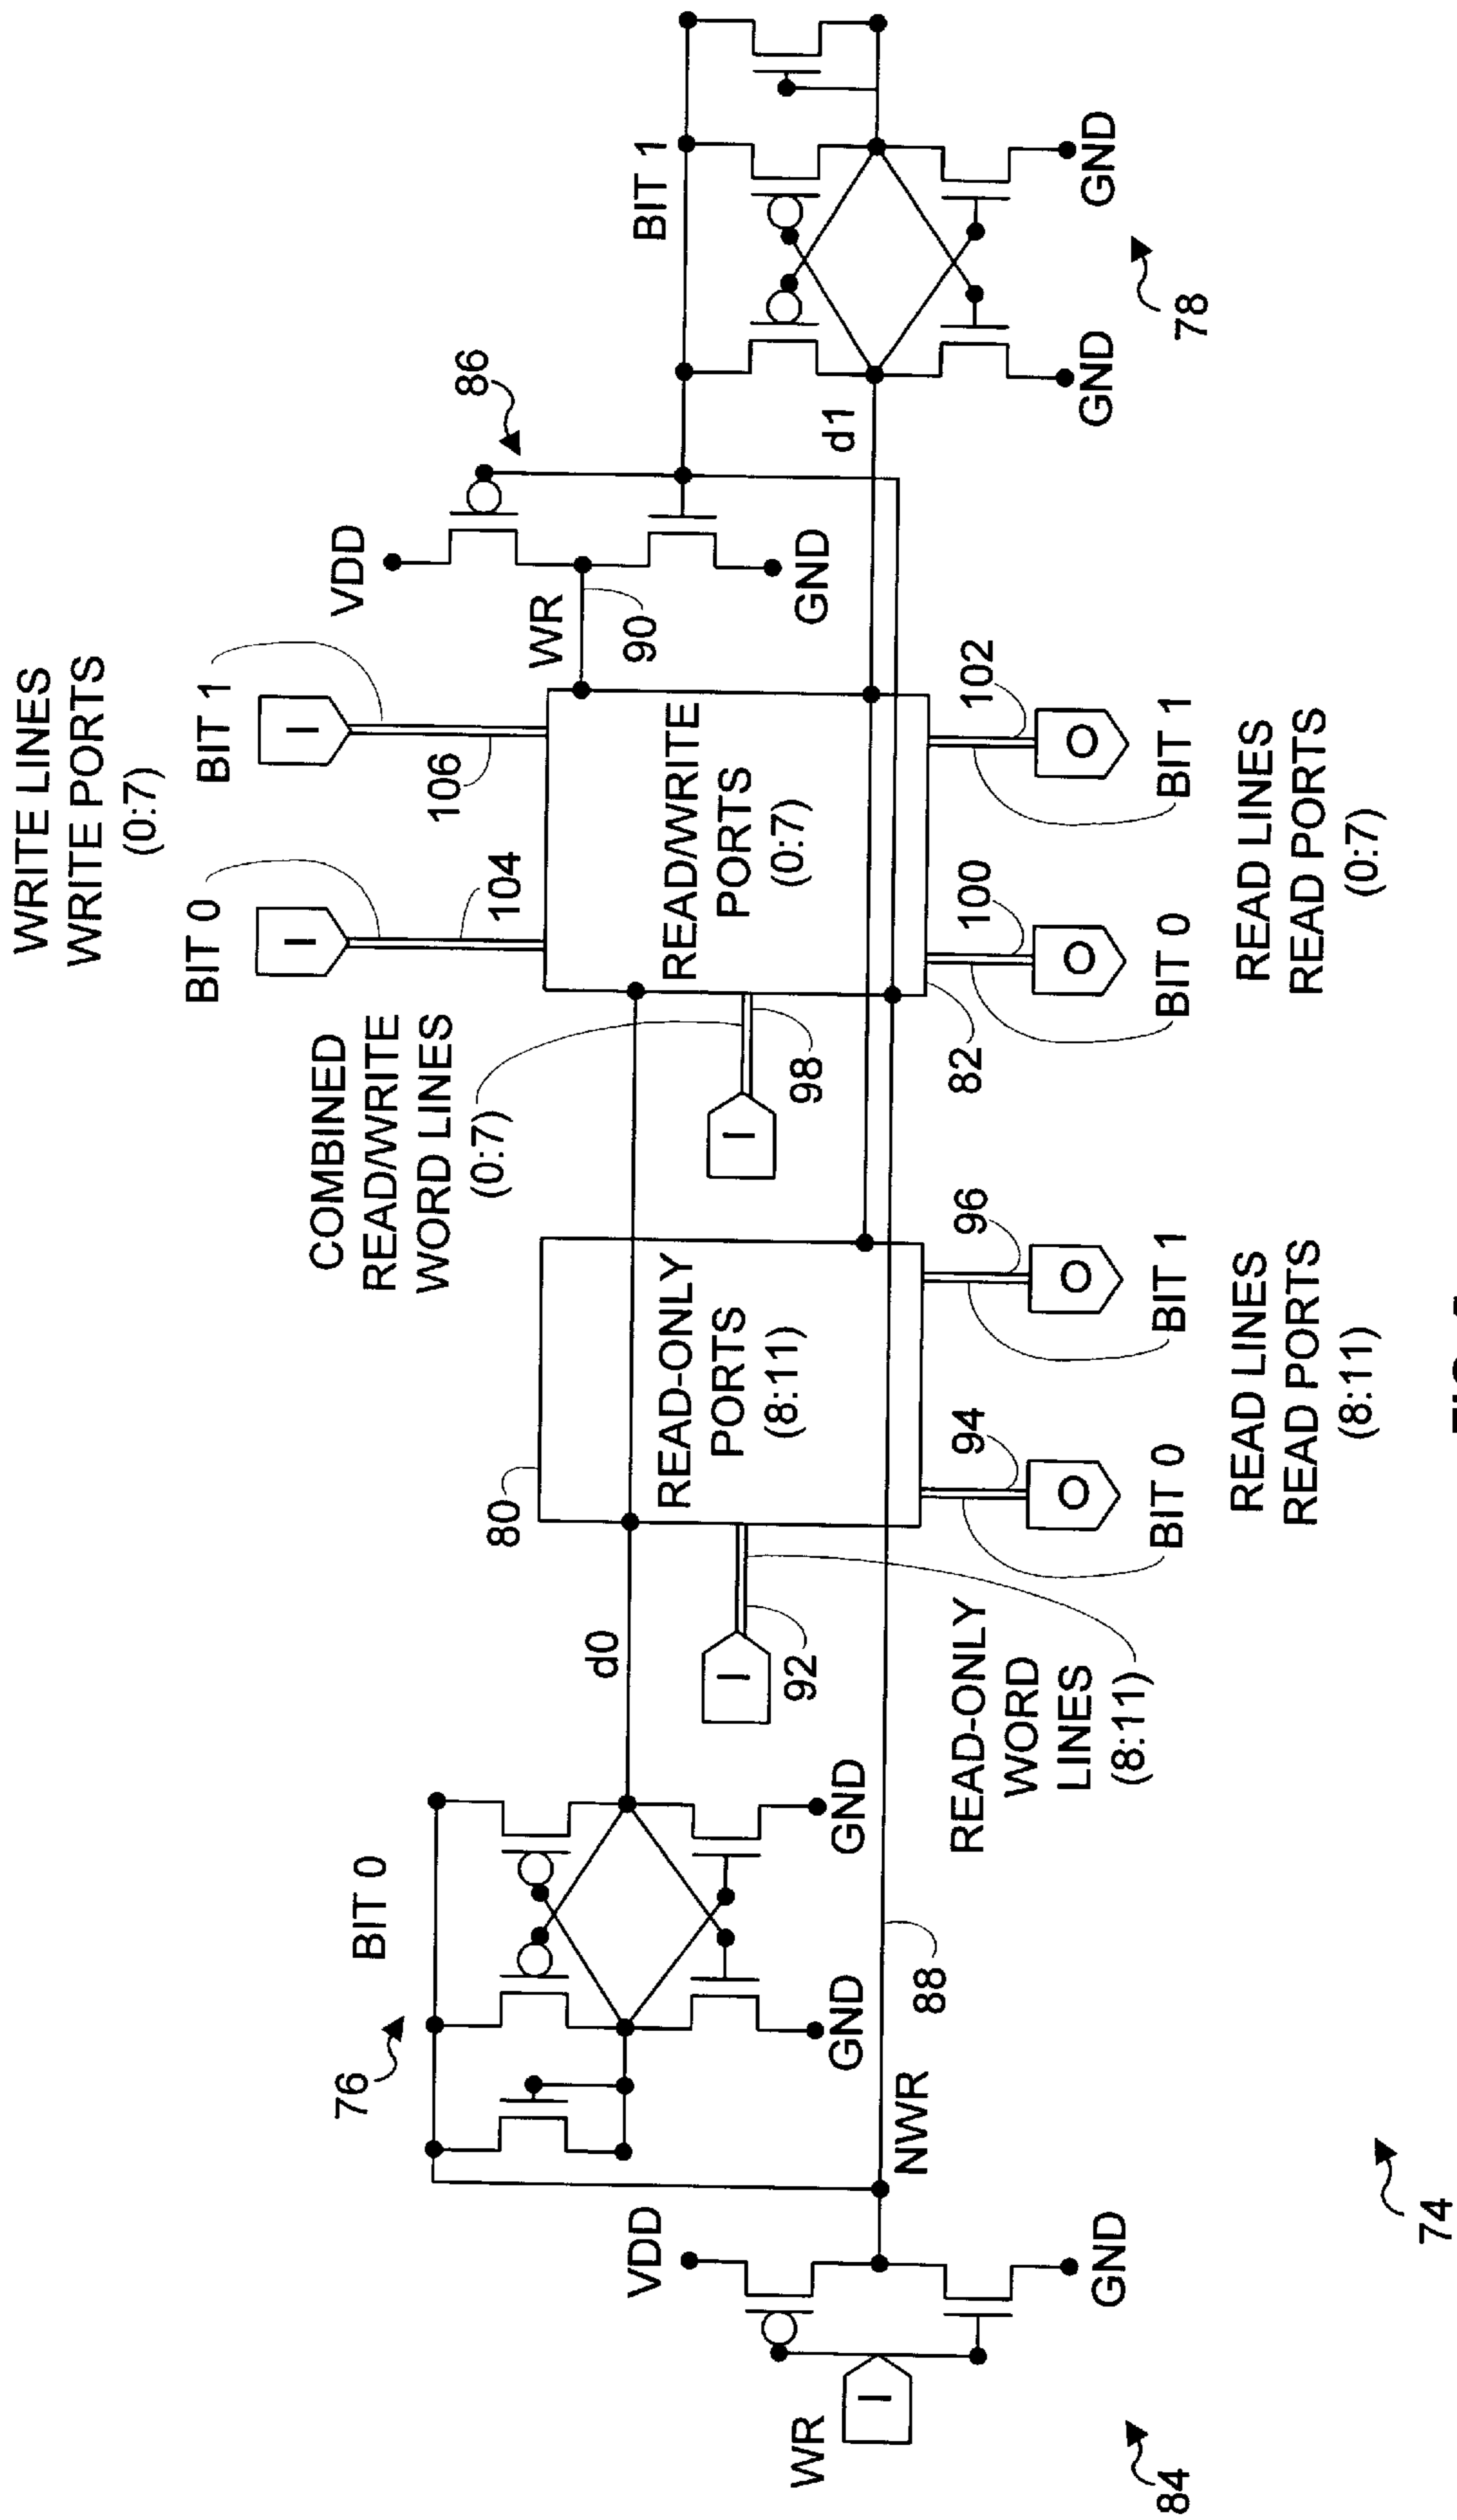 WRITE LINES
WRITE PORTS
(0:7)
BIT 0
BIT 1
I
I
104
106
COMBINED
READ/WRITE
WORD LINES
(0:7)
VDD
86
WR
90
GND
BIT 1
76
BIT 0
80
d0
READ-ONLY
PORTS
(8:11)
READ/WRITE
PORTS
(0:7)
d1
VDD
I
92
I
98
GND
GND
WR
I
NWR
88
GND
READ-ONLY
WORD
LINES
(8:11)
94
96
82
100
102
O
O
O
O
GND
GND
78
84
BIT 0
BIT 1
BIT 0
BIT 1
READ LINES
READ PORTS
(8:11)
READ LINES
READ PORTS
(0:7)
74